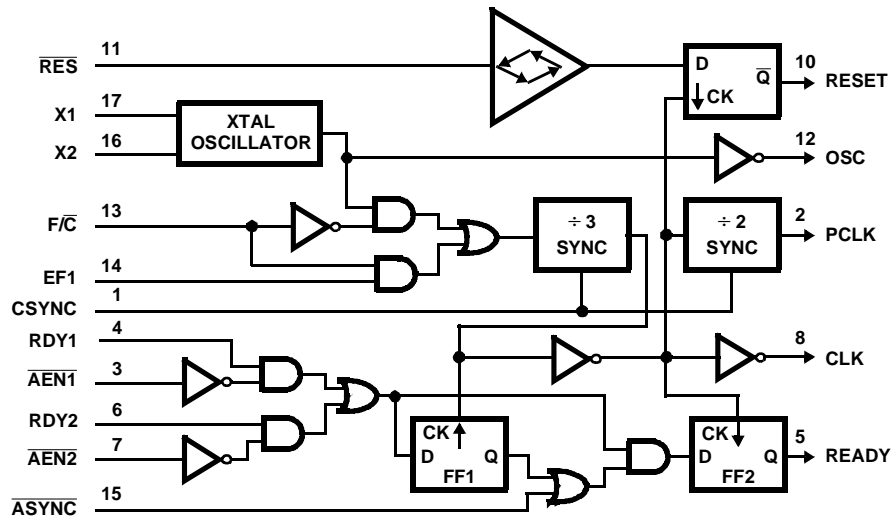 11
RES
D
Q
CK
10
RESET
X1
17
X2
16
XTAL
OSCILLATOR
12
OSC
F/C
13
÷ 3
SYNC
÷ 2
SYNC
2
PCLK
EF1
14
CSYNC
1
RDY1
4
8
CLK
AEN1
3
RDY2
6
CK
D
Q
FF1
CK
D
Q
FF2
5
READY
AEN2
7
ASYNC
15